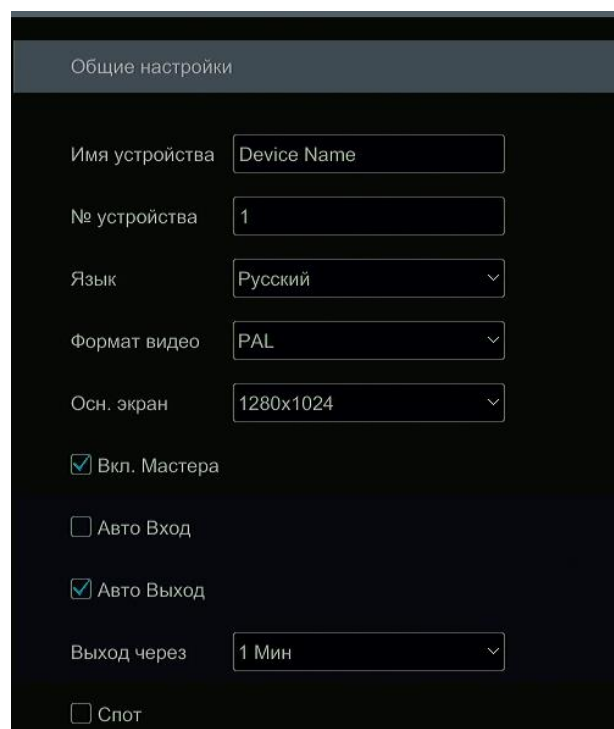 Общие настройки
Имя устройства Device Name
№ устройства 1
Язык Русский
Формат видео PAL
Осн. экран 1280x1024
Вкл. Мастера
Авто Вход
Авто Выход
Выход через 1 Мин
Спот